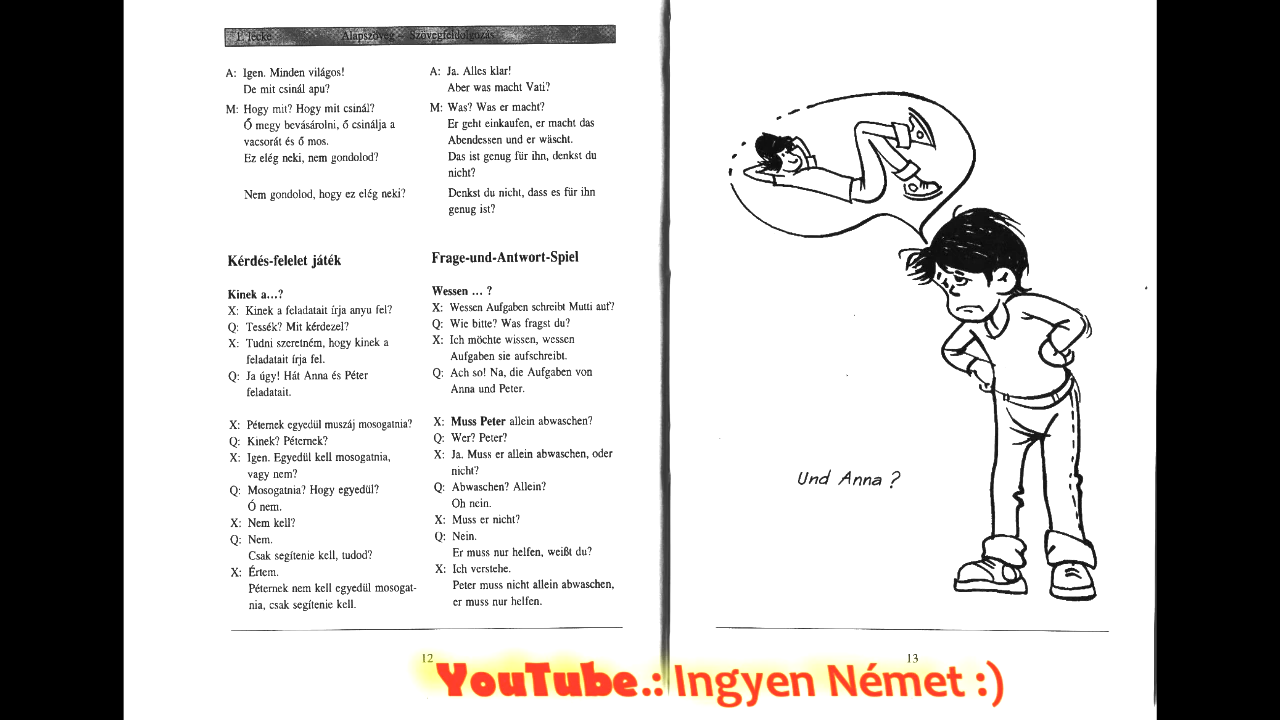 1. lecke Alapszöveg – Szövegfeldolgozás
A: Igen. Minden világos!
De mit csinál apu?
M: Hogy mit? Hogy mit csinál?
Ő megy bevásárolni, ő csinálja a
vacsorát és ő mos.
Ez elég neki, nem gondolod?
Nem gondolod, hogy ez elég neki?
Kérdés-felelet játék
Kinek a...?
X: Kinek a feladatait írja anyu fel?
Q: Tessék? Mit kérdezel?
X: Tudni szeretném, hogy kinek a
feladatait írja fel.
Q: Ja úgy! Hát Anna és Péter
feladatait.
X: Péternek egyedül muszáj mosogatnia?
Q: Kinek? Péternek?
X: Igen. Egyedül kell mosogatnia,
vagy nem?
Q: Mosogatnia? Hogy egyedül?
Ó nem.
X: Nem kell?
Q: Nem.
Csak segítenie kell, tudod?
X: Értem.
Péternek nem kell egyedül mosogat-
nia, csak segítenie kell.
A: Ja. Alles klar!
Aber was macht Vati?
M: Was? Was er macht?
Er geht einkaufen, er macht das
Abendessen und er wäscht.
Das ist genug für ihn, denkst du
nicht?
Denkst du nicht, dass es für ihn
genug ist?
Frage-und-Antwort-Spiel
Wessen ... ?
X: Wessen Aufgaben schreibt Mutti auf?
Q: Wie bitte? Was fragst du?
X: Ich möchte wissen, wessen
Aufgaben sie aufschreibt.
Q: Ach so! Na, die Aufgaben von
Anna und Peter.
X: Muss Peter allein abwaschen?
Q: Wer? Peter?
X: Ja. Muss er allein abwaschen, oder
nicht?
Q: Abwaschen? Allein?
Oh nein.
X: Muss er nicht?
Q: Nein.
Er muss nur helfen, weißt du?
X: Ich verstehe.
Peter muss nicht allein abwaschen,
er muss nur helfen.
12
Und Anna?
13
YouTube.: Ingyen Német :)